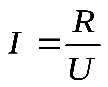 I = R/U